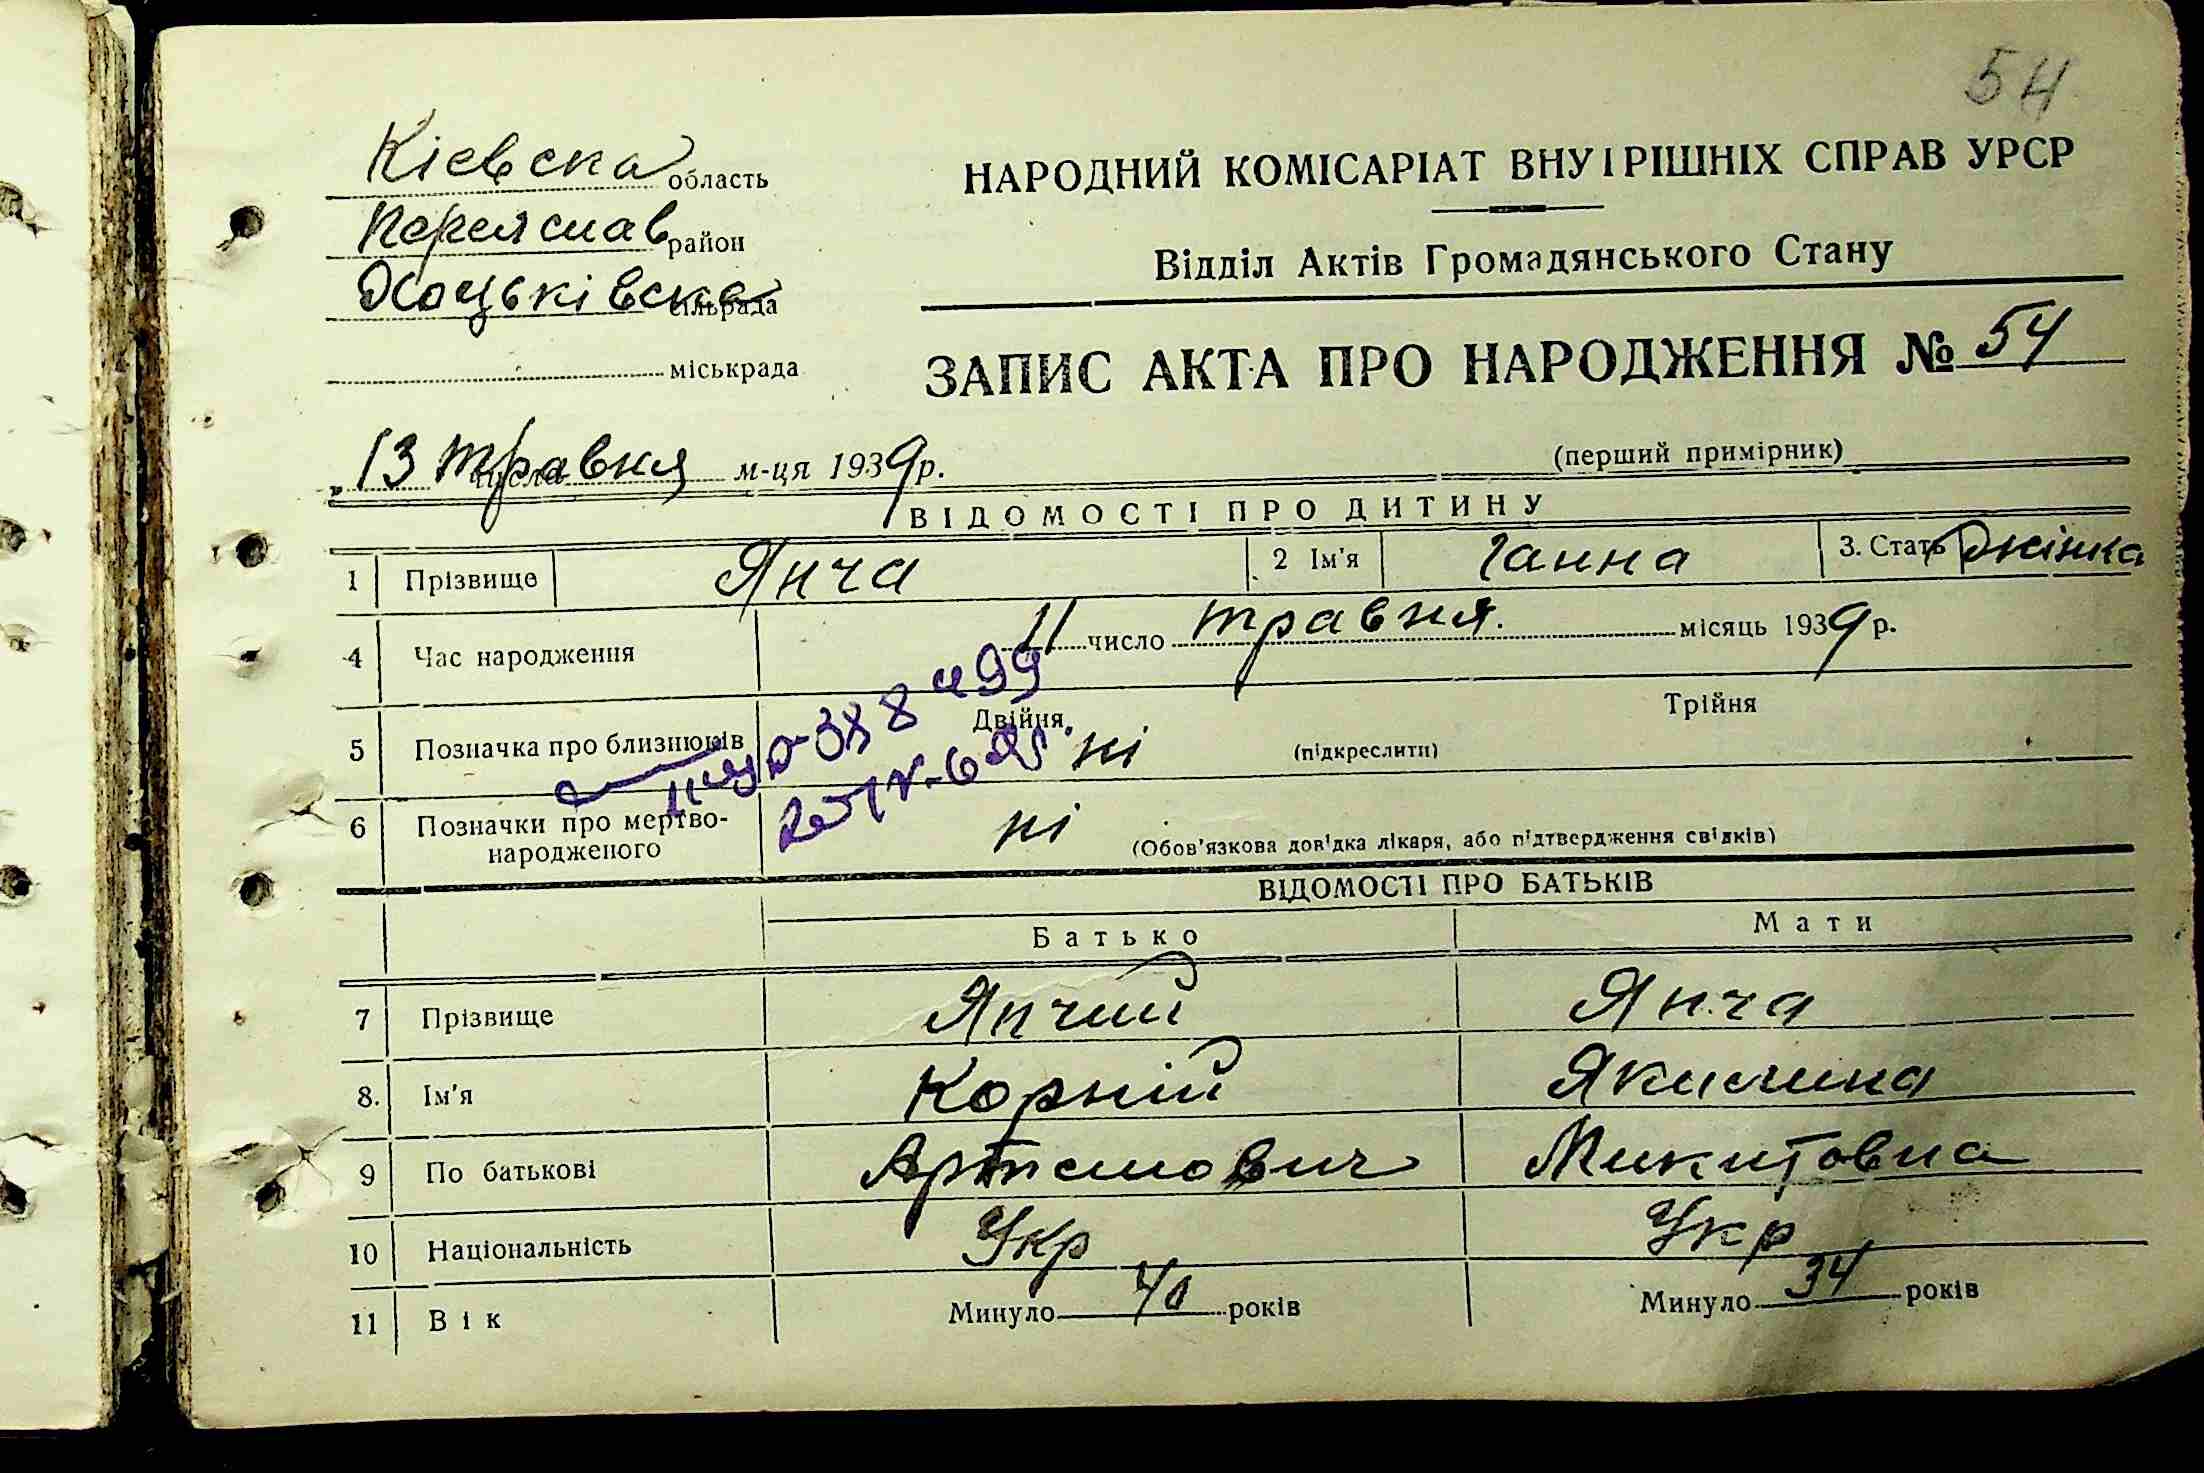 54
Кіевска область
Переяслав район
Хоцьківска сільрада
міськрада
НАРОДНИЙ КОМІСАРІАТ ВНУТРІШНІХ СПРАВ УРСР
Відділ Актів Громадянського Стану
ЗАПИС АКТА ПРО НАРОДЖЕННЯ № 54
(перший примірник)
„13 травня числа м-ця 1939 р.
ВІДОМОСТІ ПРО ДИТИНУ
1 Прізвище Янча 2 Ім'я Ганна 3. Стать Жінка
4 Час народження 11 число травня. місяць 1939 р.
5 Позначка про близнюків Двійня Трійня
ні (підкреслити)
6 Позначки про мертво-
народженого ні (Обов'язкова довідка лікаря, або підтвердження свідків)
ВІДОМОСТІ ПРО БАТЬКІВ
Батько Мати
7 Прізвище Янчий Янча
8. Ім'я Корній Якилина
9 По батькові Артемович Микитовна
10 Національність Укр Укр
11 Вік Минуло 40 років Минуло 34 років